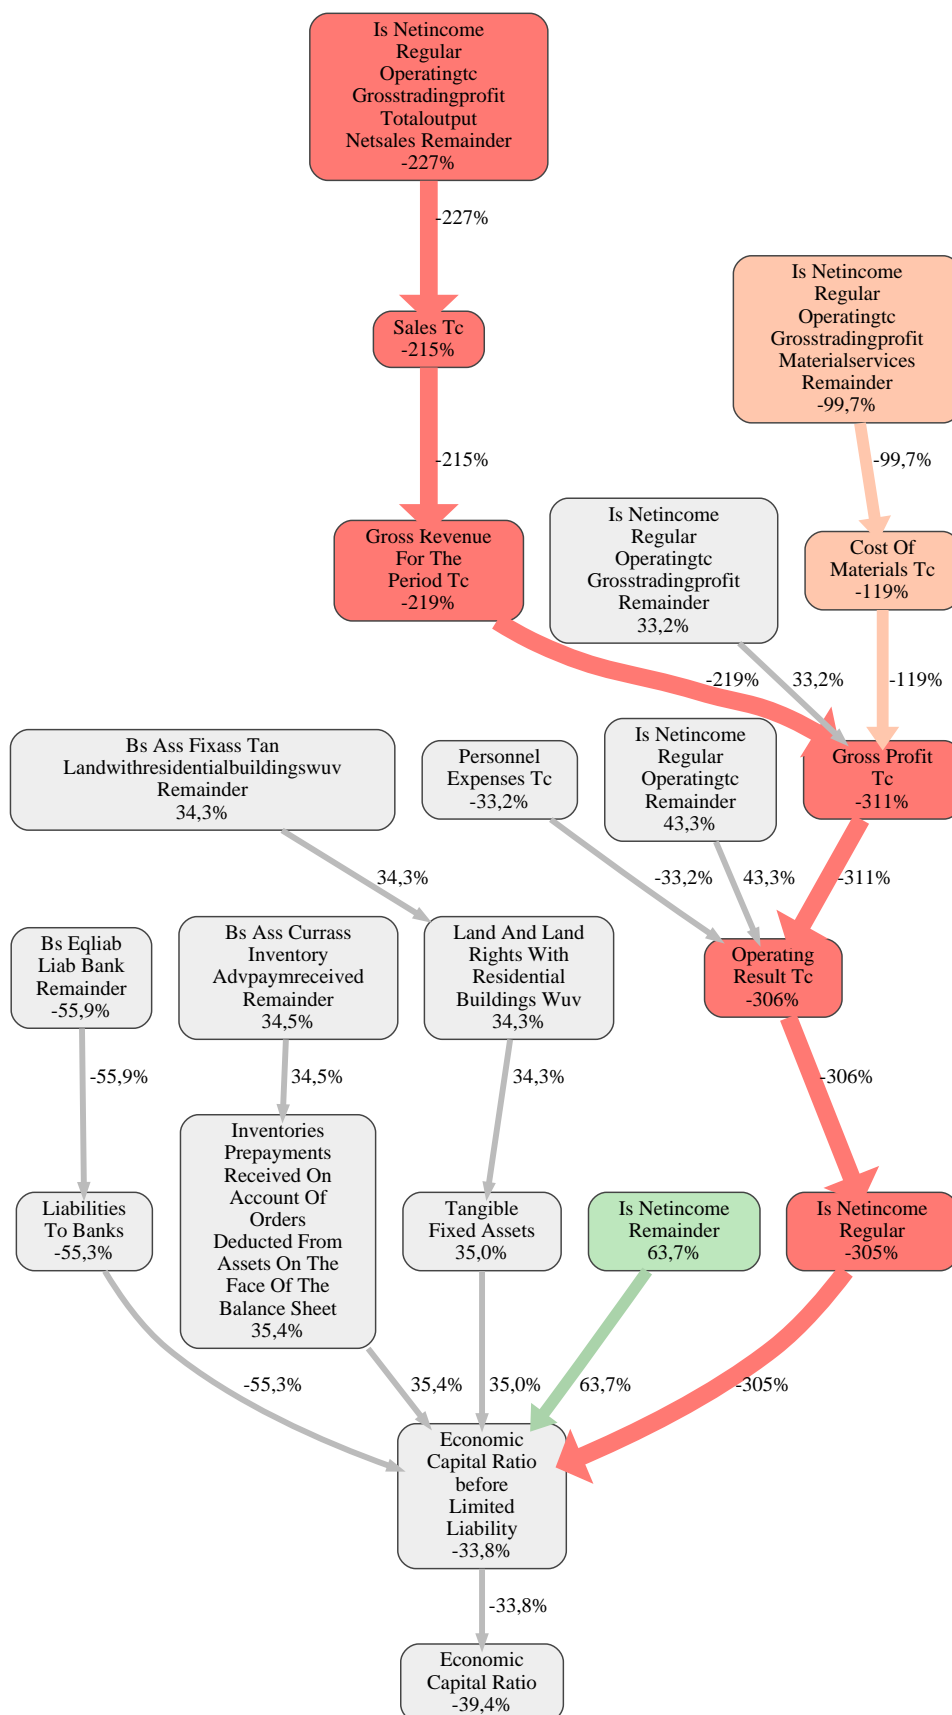 Is Netincome
Regular
Operatingtc
Grosstradingprofit
Totaloutput
Netsales Remainder
-227%
-227%
Sales Tc
-215%
-215%
Is Netincome
Regular
Operatingtc
Grosstradingprofit
Materialservices
Remainder
-99,7%
-99,7%
Gross Revenue
For The
Period Tc
-219%
Is Netincome
Regular
Operatingtc
Grosstradingprofit
Remainder
33,2%
Cost Of
Materials Tc
-119%
-219%
33,2%
-119%
Bs Ass Fixass Tan
Landwithresidentialbuildingswuv
Remainder
34,3%
Personnel
Expenses Tc
-33,2%
Is Netincome
Regular
Operatingtc
Remainder
43,3%
Gross Profit
Tc
-311%
34,3%
-33,2%
43,3%
-311%
Bs Eqliab
Liab Bank
Remainder
-55,9%
Bs Ass Currass
Inventory
Advpaymreceived
Remainder
34,5%
Land And Land
Rights With
Residential
Buildings Wuv
34,3%
Operating
Result Tc
-306%
-55,9%
34,5%
34,3%
-306%
Liabilities
To Banks
-55,3%
Inventories
Prepayments
Received On
Account Of
Orders
Deducted From
Assets On The
Face Of The
Balance Sheet
35,4%
Tangible
Fixed Assets
35,0%
Is Netincome
Remainder
63,7%
Is Netincome
Regular
-305%
-55,3%
35,4%
35,0%
63,7%
-305%
Economic
Capital Ratio
before
Limited
Liability
-33,8%
-33,8%
Economic
Capital Ratio
-39,4%